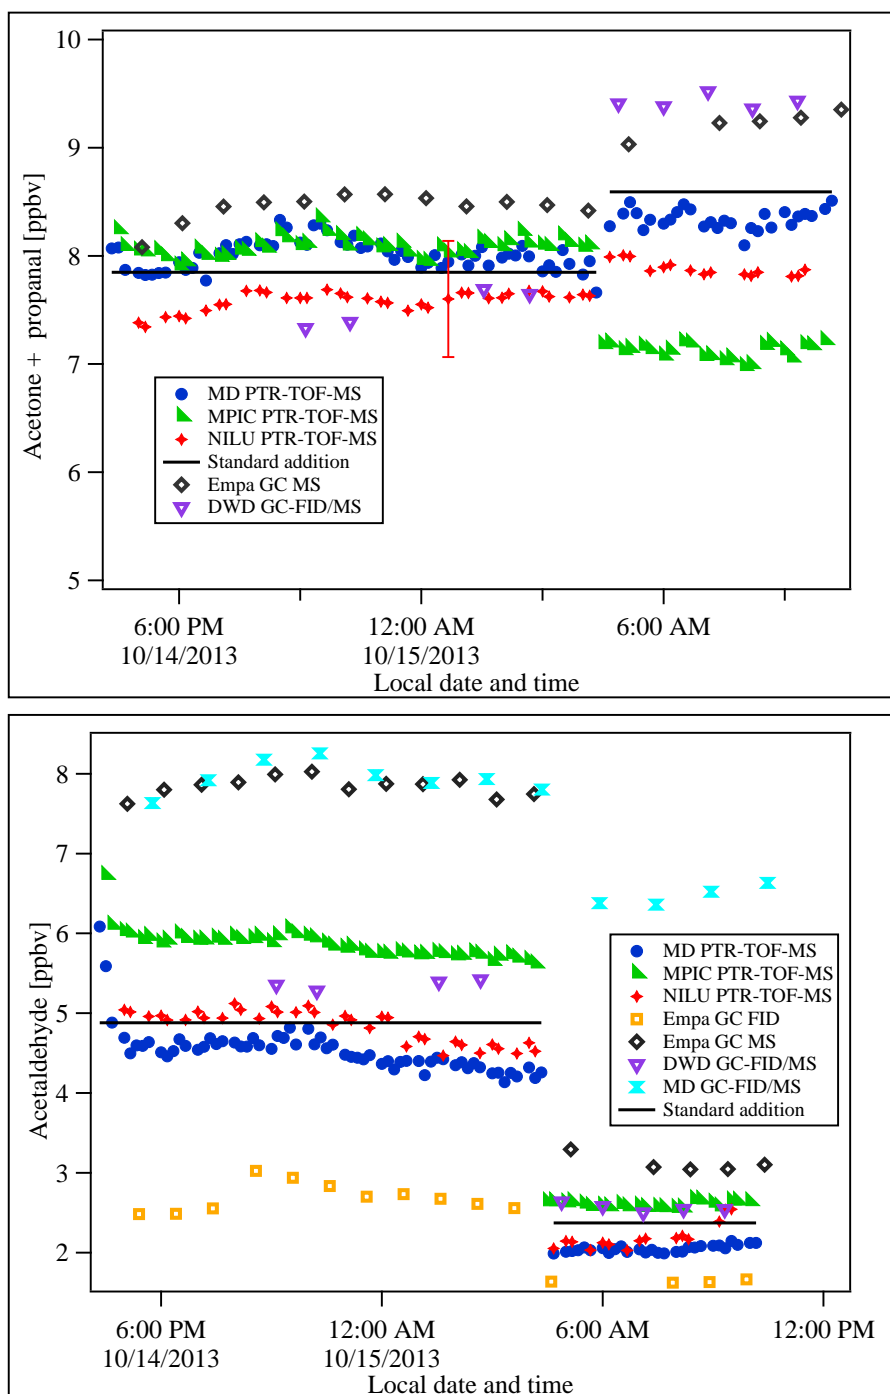 10
9
8
7
6
5
Acetone + propanal [ppbv]
MD PTR-TOF-MS
MPIC PTR-TOF-MS
NILU PTR-TOF-MS
Standard addition
Empa GC MS
DWD GC-FID/MS
6:00 PM
10/14/2013
12:00 AM
10/15/2013
6:00 AM
Local date and time
8
7
6
5
4
3
2
Acetaldehyde [ppbv]
MD PTR-TOF-MS
MPIC PTR-TOF-MS
NILU PTR-TOF-MS
Empa GC FID
Empa GC MS
DWD GC-FID/MS
MD GC-FID/MS
Standard addition
6:00 PM
10/14/2013
12:00 AM
10/15/2013
6:00 AM
12:00 PM
Local date and time